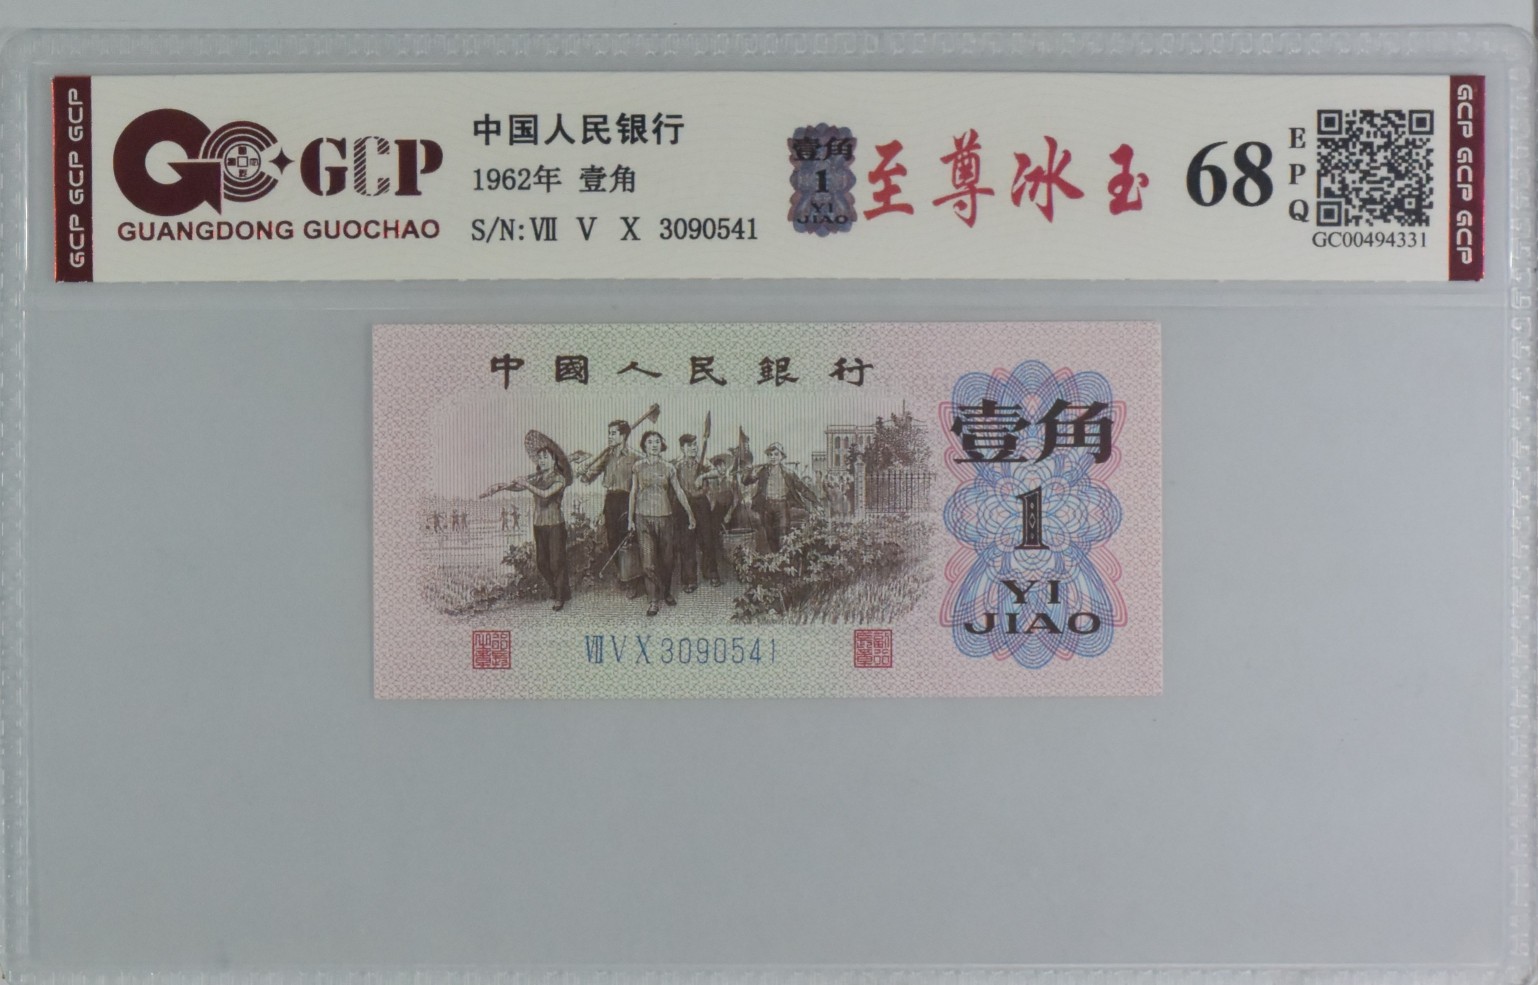 GCP GCP GCP
GCP
GUANGDONG GUOCHAO
中国人民银行
1962年 壹角
S/N:Ⅶ Ⅴ Ⅹ 3090541
壹角
1
YI
JIAO
至尊冰玉
68
E
P
Q
GC00494331
GCP GCP GCP
中國人民銀行
壹角
1
YI
JIAO
ⅦⅤⅩ3090541